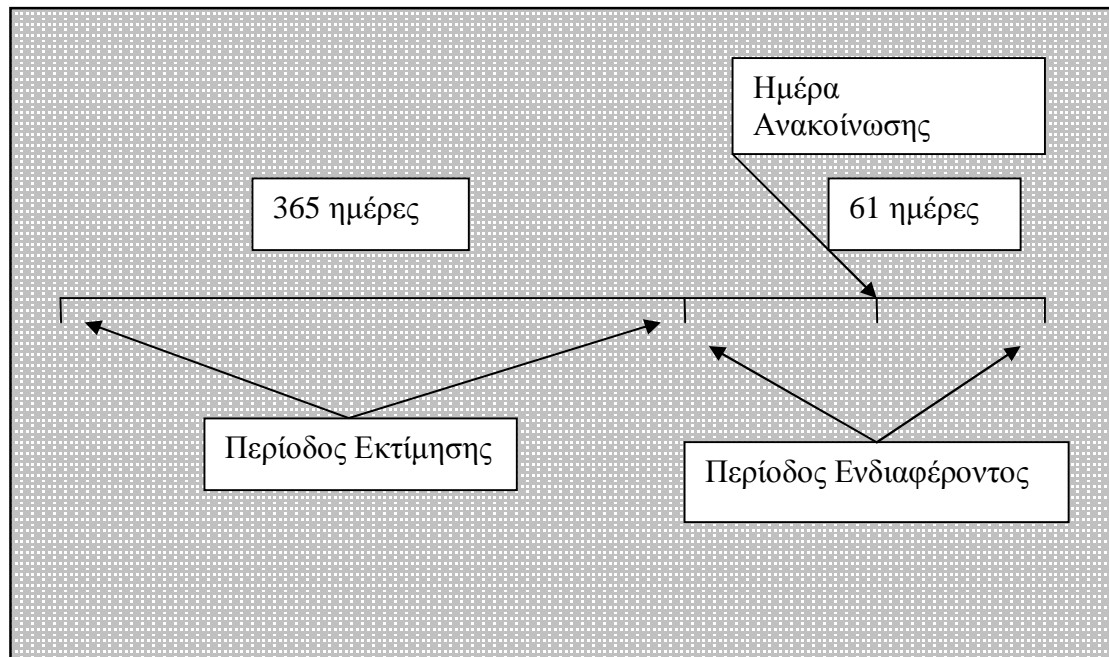 Ημέρα
Ανακοίνωσης
365 ημέρες
61 ημέρες
Περίοδος Εκτίμησης
Περίοδος Ενδιαφέροντος